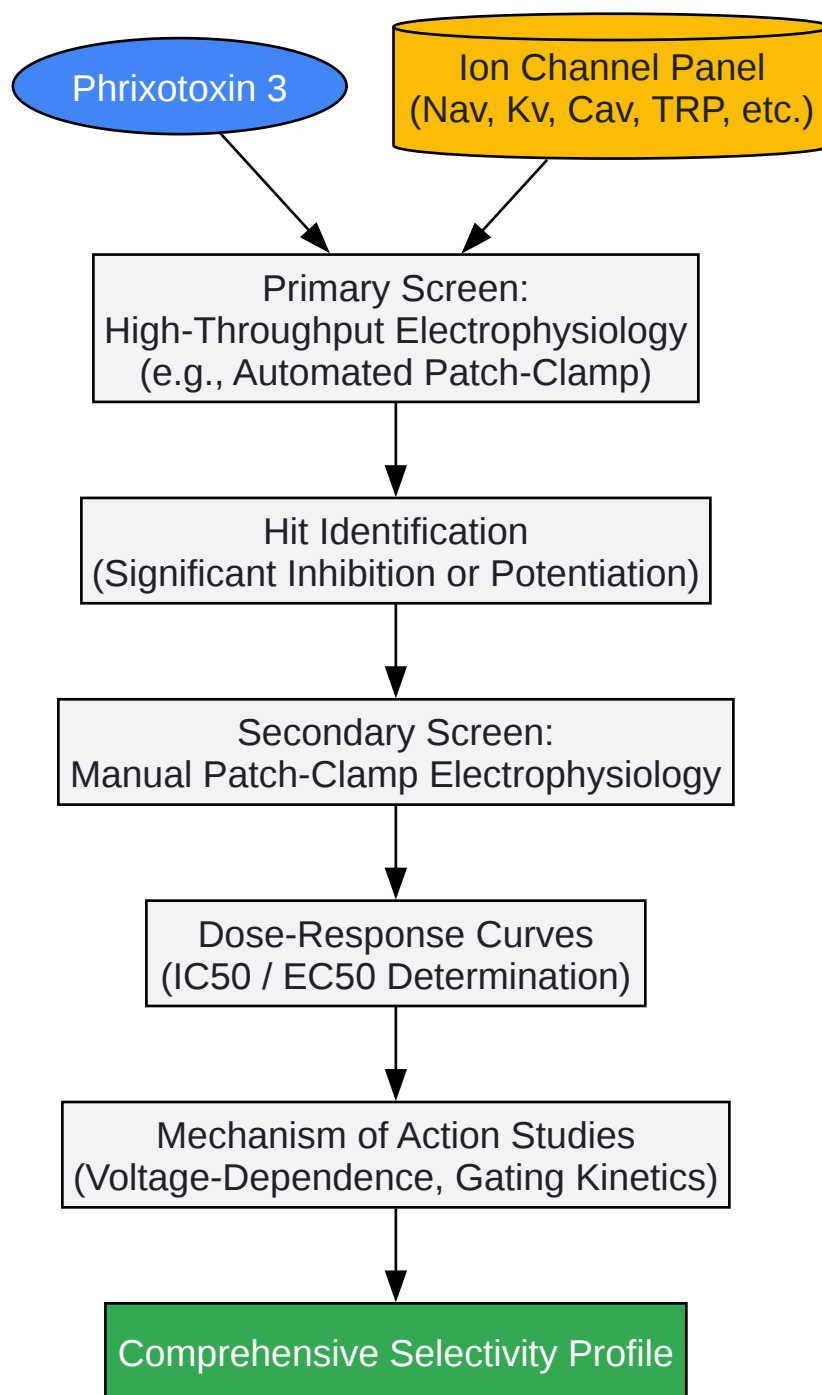 Phrixotoxin 3
Ion Channel Panel
(Nav, Kv, Cav, TRP, etc.)
Primary Screen:
High-Throughput Electrophysiology
(e.g., Automated Patch-Clamp)
Hit Identification
(Significant Inhibition or Potentiation)
Secondary Screen:
Manual Patch-Clamp Electrophysiology
Dose-Response Curves
(IC50 / EC50 Determination)
Mechanism of Action Studies
(Voltage-Dependence, Gating Kinetics)
Comprehensive Selectivity Profile